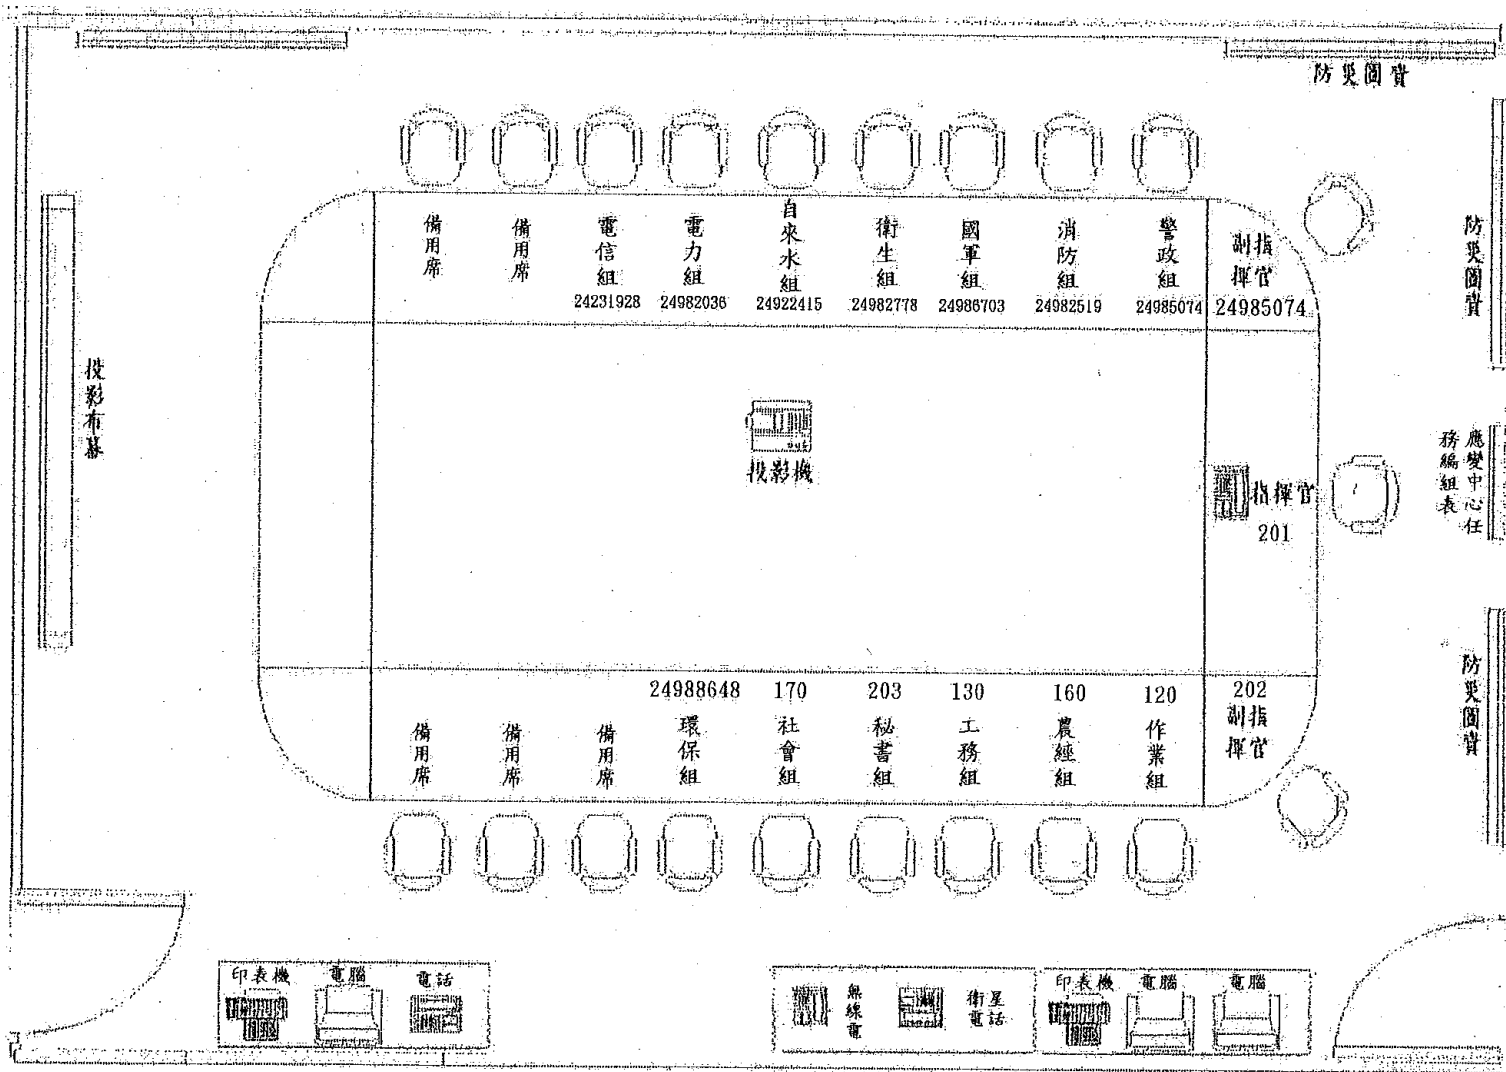 防災圖資
備用席
備用席
電信組
24231928
電力組
24982036
自來水組
24922415
衛生組
24982778
國軍組
24986703
消防組
24982519
警政組
24985074
副指
揮官
24985074
防災圖資
投影布幕
投影機
指揮官
201
應變中心任
務編組表
備用席
備用席
備用席
24988648
環保組
170
社會組
203
秘書組
130
工務組
160
農經組
120
作業組
202
副指
揮官
防災圖資
印表機
電腦
電話
無線電
衛星
電話
印表機
電腦
電腦